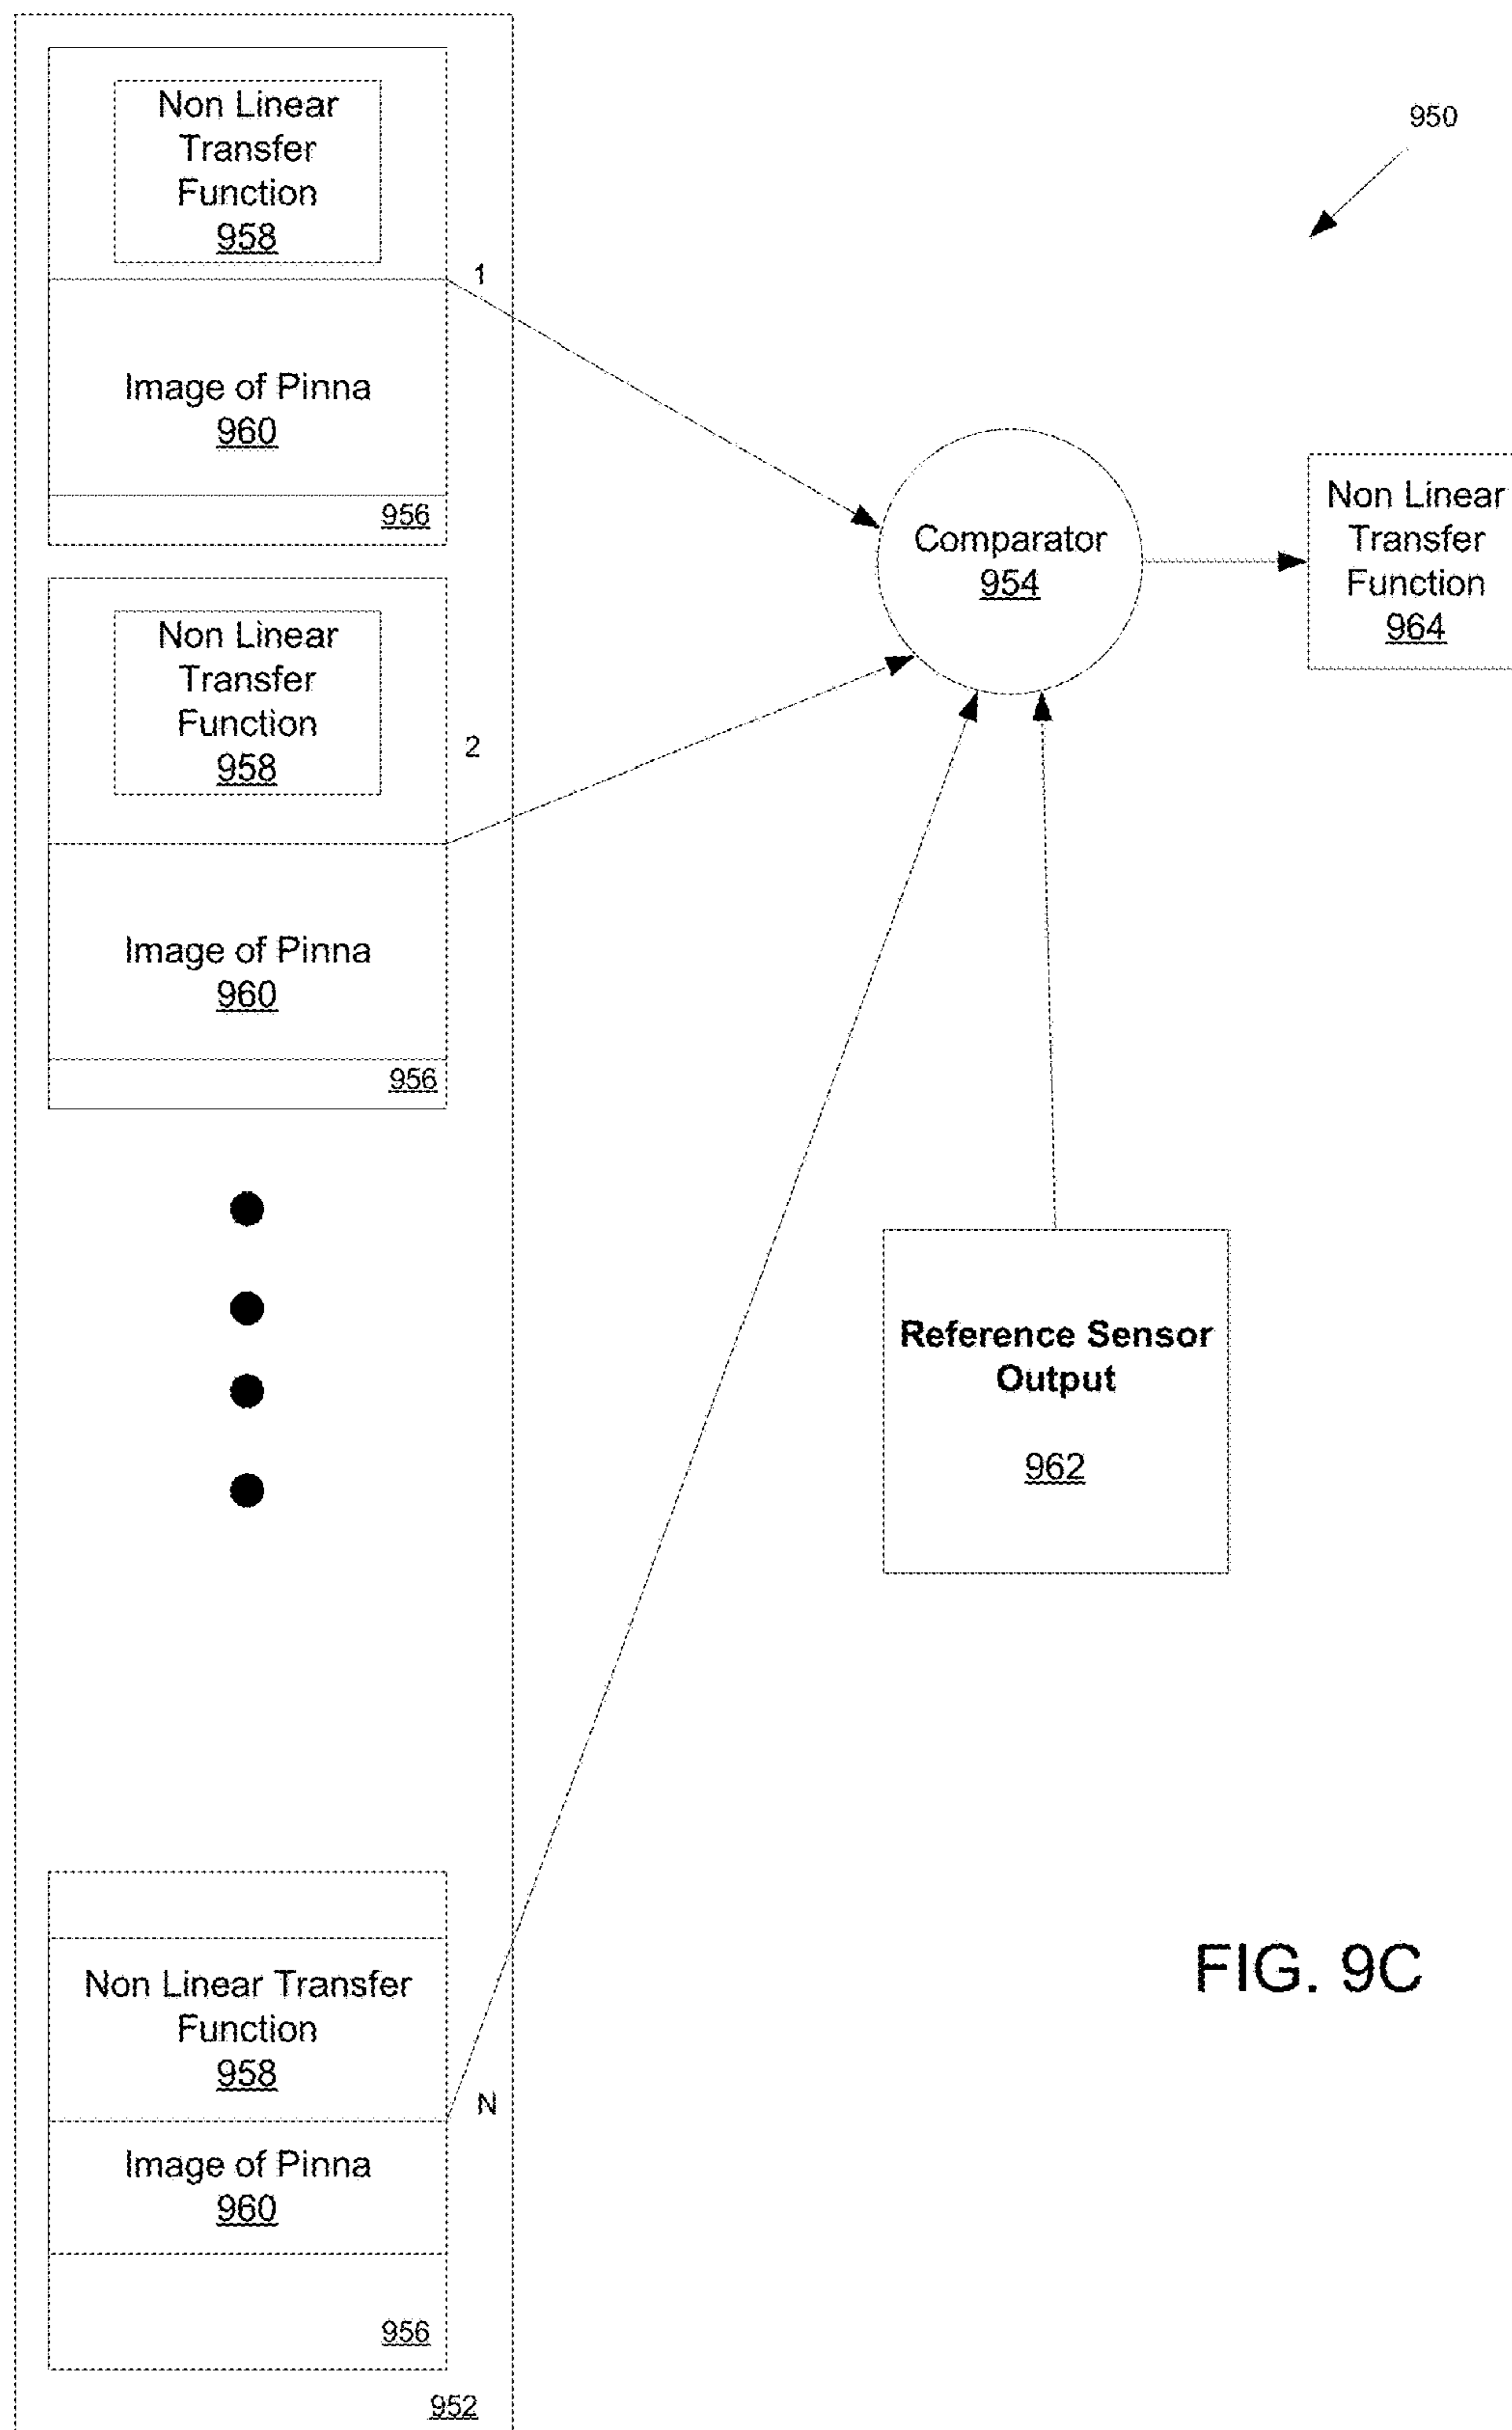 Non Linear
Transfer
Function
958
Image of Pinna
960
956
1
Non Linear
Transfer
Function
958
Image of Pinna
960
956
2
Non Linear Transfer
Function
958
Image of Pinna
960
956
N
952
950
Comparator
954
Non Linear
Transfer
Function
964
Reference Sensor
Output
962
FIG. 9C